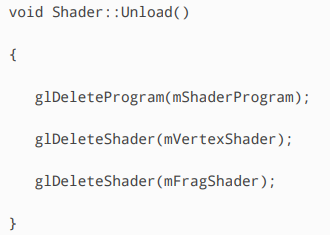 void Shader::Unload()
{
glDeleteProgram(mShaderProgram);
glDeleteShader(mVertexShader);
glDeleteShader(mFragShader);
}